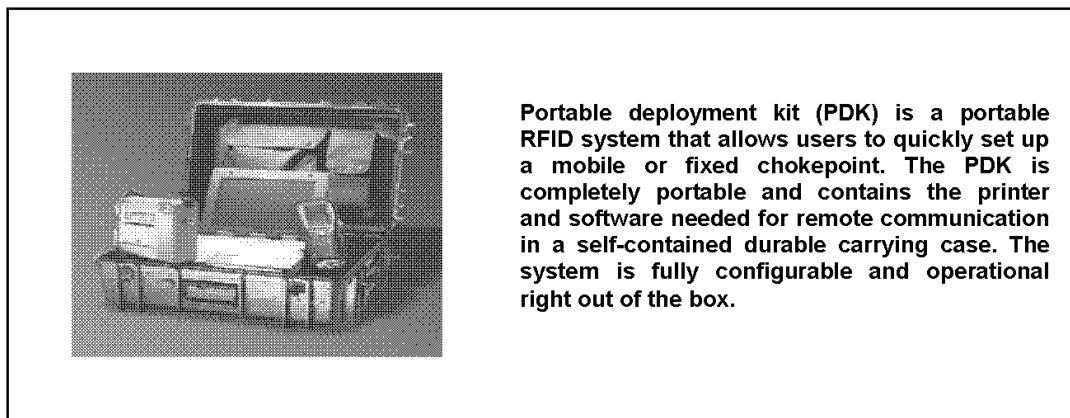 Portable deployment kit (PDK) is a portable
RFID system that allows users to quickly set up
a mobile or fixed chokepoint. The PDK is
completely portable and contains the printer
and software needed for remote communication
in a self-contained durable carrying case. The
system is fully configurable and operational
right out of the box.